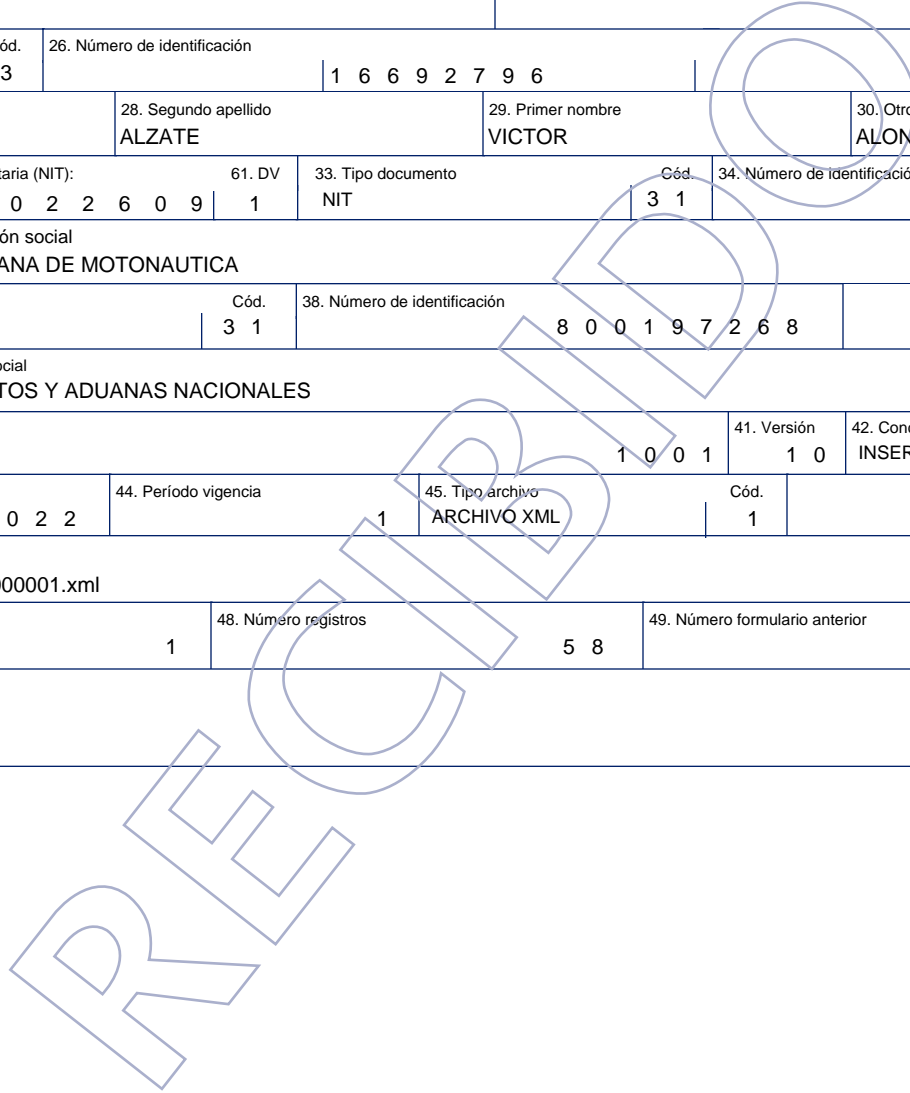 ód. 26. Número de identificación
3 1 6 6 9 2 7 9 6
28. Segundo apellido 29. Primer nombre 30. Otro
ALZATE VICTOR ALON
taria (NIT): 61. DV 33. Tipo documento Cód. 34. Número de identificació
0 2 2 6 0 9 1 NIT 3 1
ón social
ANA DE MOTONAUTICA
Cód. 38. Número de identificación
3 1 8 0 0 1 9 7 2 6 8
ocial
TOS Y ADUANAS NACIONALES
41. Versión 42. Conc
1 0 0 1 1 0 INSER
44. Período vigencia 45. Tipo archivo Cód.
0 2 2 1 ARCHIVO XML 1
000001.xml
48. Número registros 49. Número formulario anterior
1 5 8
RECIBIDO